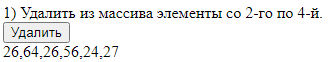 1) Удалить из массива элементы со 2-го по 4-й.
Удалить
26,64,26,56,24,27